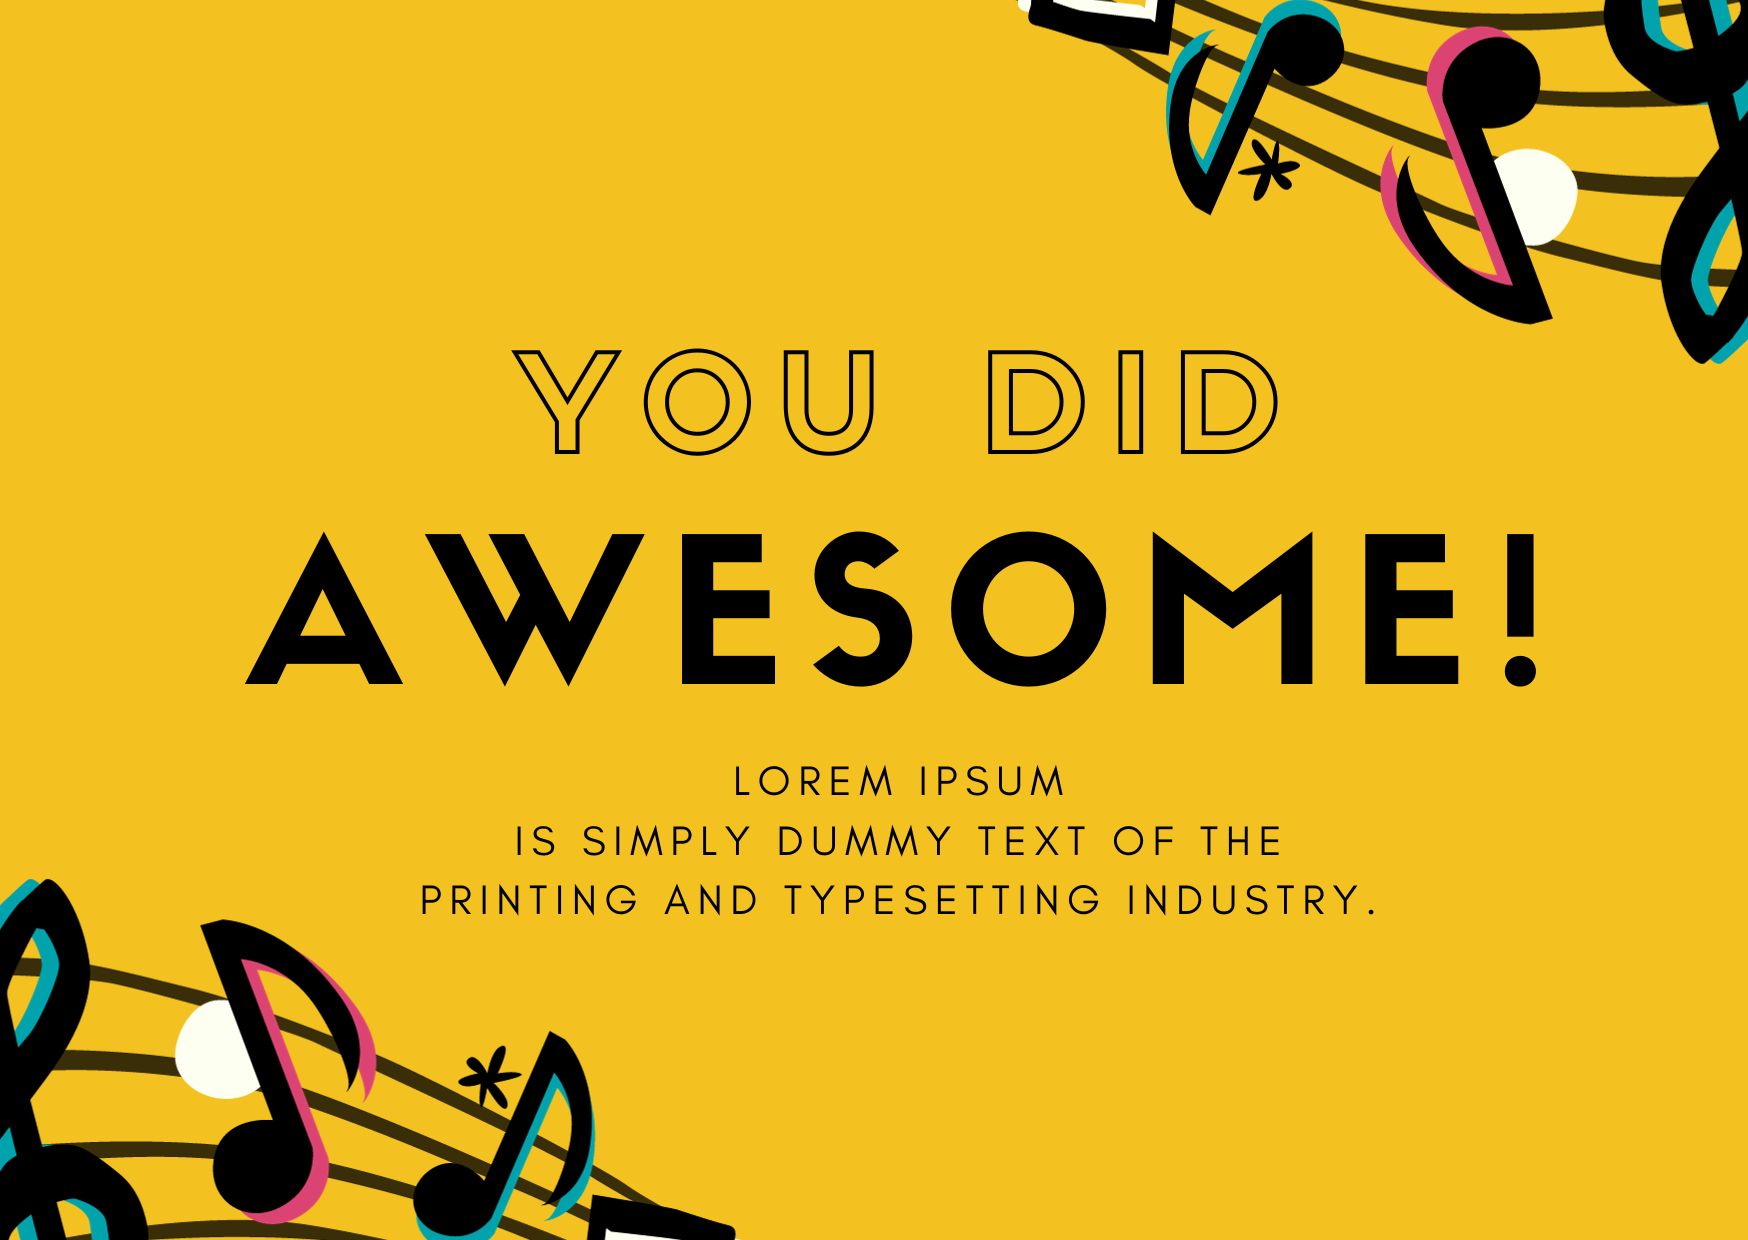 YOU DID
AWESOME!
LOREM IPSUM
IS SIMPLY DUMMY TEXT OF THE
PRINTING AND TYPESETTING INDUSTRY.